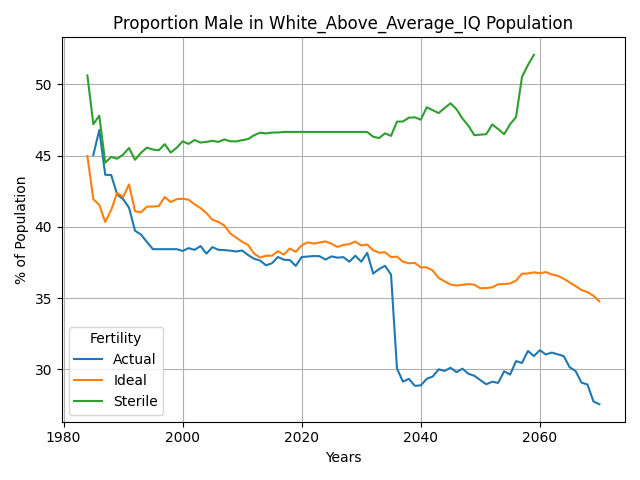 Proportion Male in White_Above_Average_IQ Population
% of Population
50
45
40
35
30
Fertility
Actual
Ideal
Sterile
1980
2000
2020
2040
2060
Years